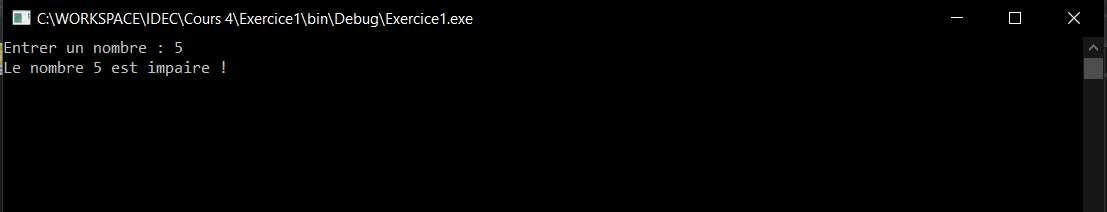 C:\WORKSPACE\IDEC\Cours 4\Exercice1\bin\Debug\Exercice1.exe
Entrer un nombre : 5
Le nombre 5 est impaire !